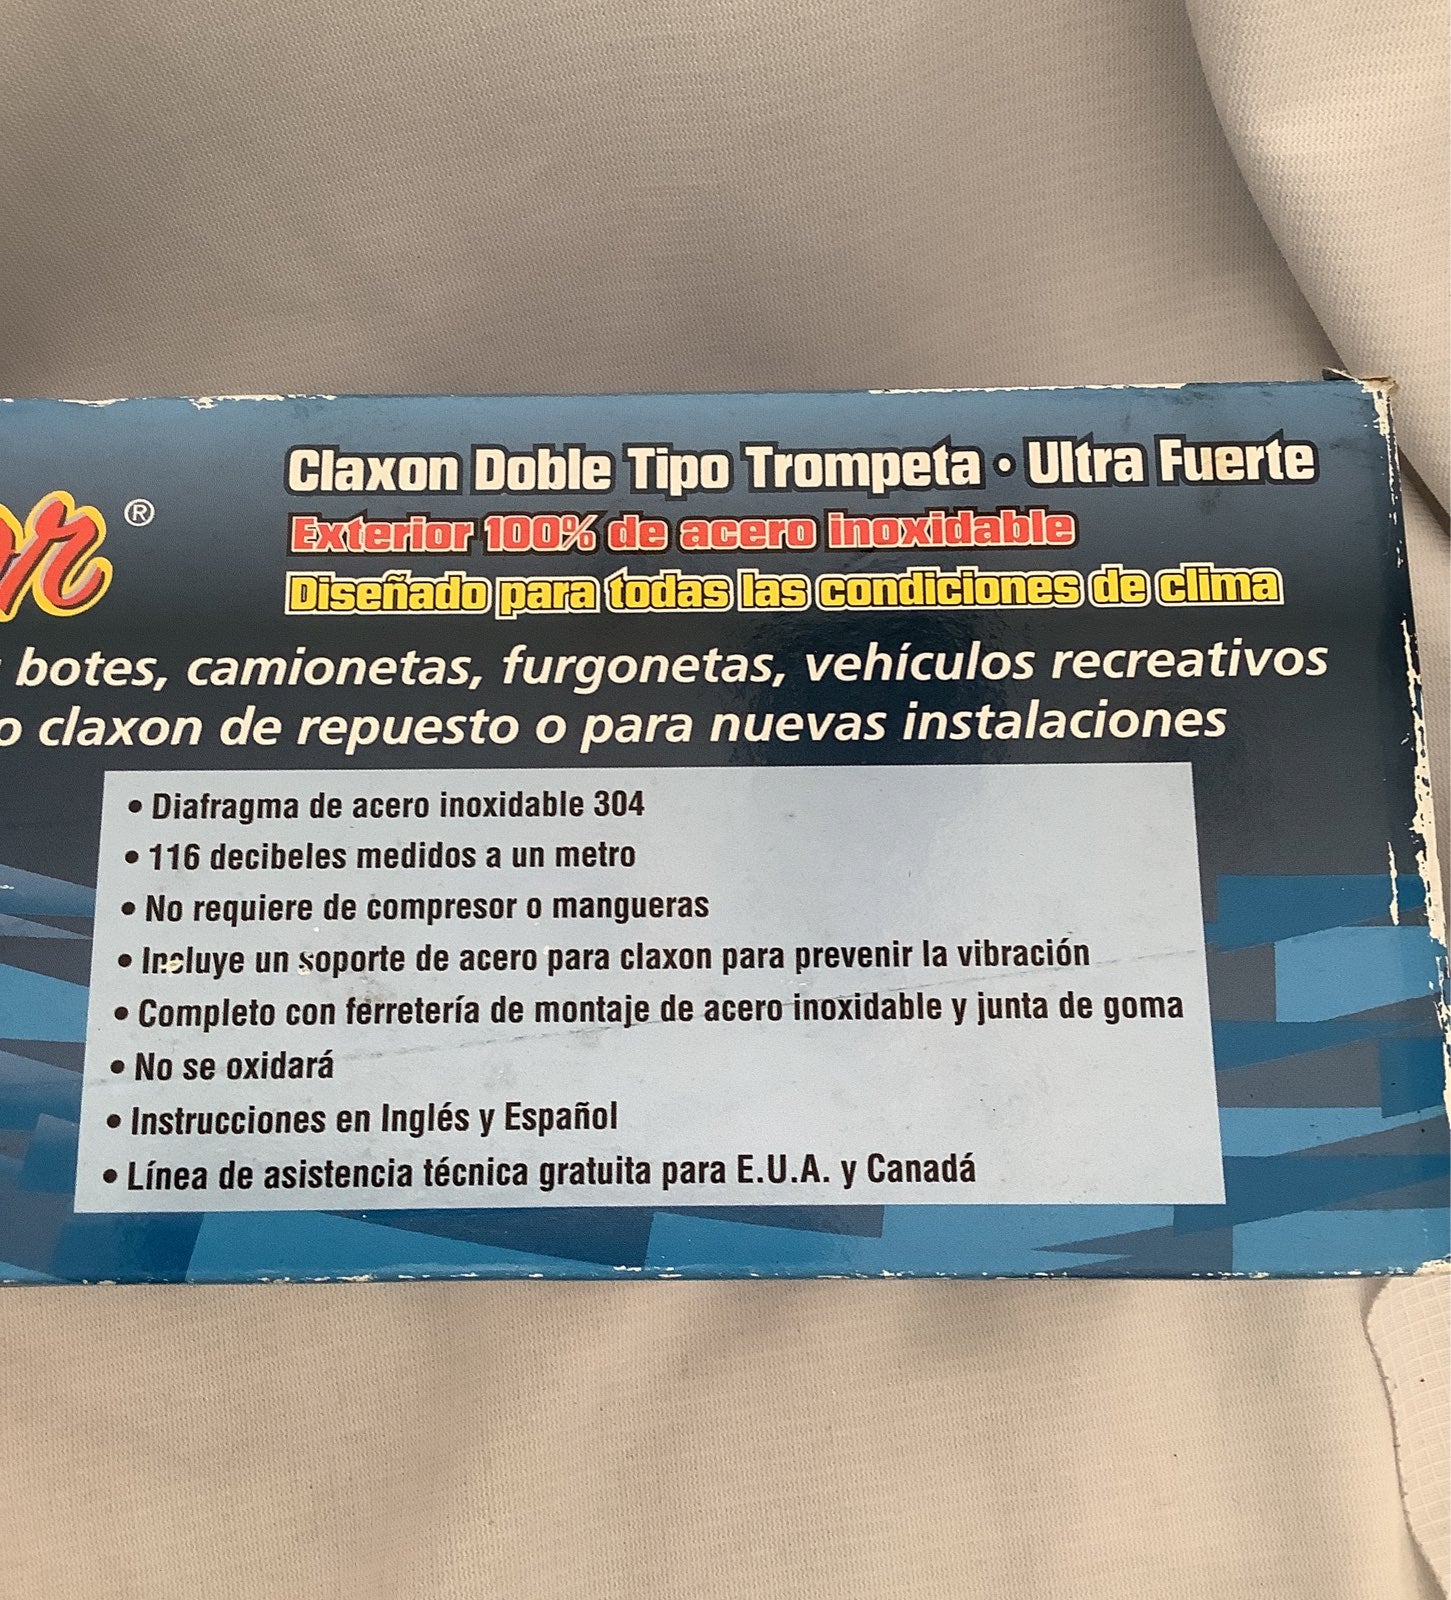 ®
Claxon Doble Tipo Trompeta • Ultra Fuerte
Exterior 100% de acero inoxidable
Diseñado para todas las condiciones de clima
botes, camionetas, furgonetas, vehículos recreativos
claxon de repuesto o para nuevas instalaciones
• Diafragma de acero inoxidable 304
• 116 decibeles medidos a un metro
• No requiere de compresor o mangueras
• Incluye un soporte de acero para claxon para prevenir la vibración
• Completo con ferretería de montaje de acero inoxidable y junta de goma
• No se oxidará
• Instrucciones en Inglés y Español
• Línea de asistencia técnica gratuita para E.U.A. y Canadá